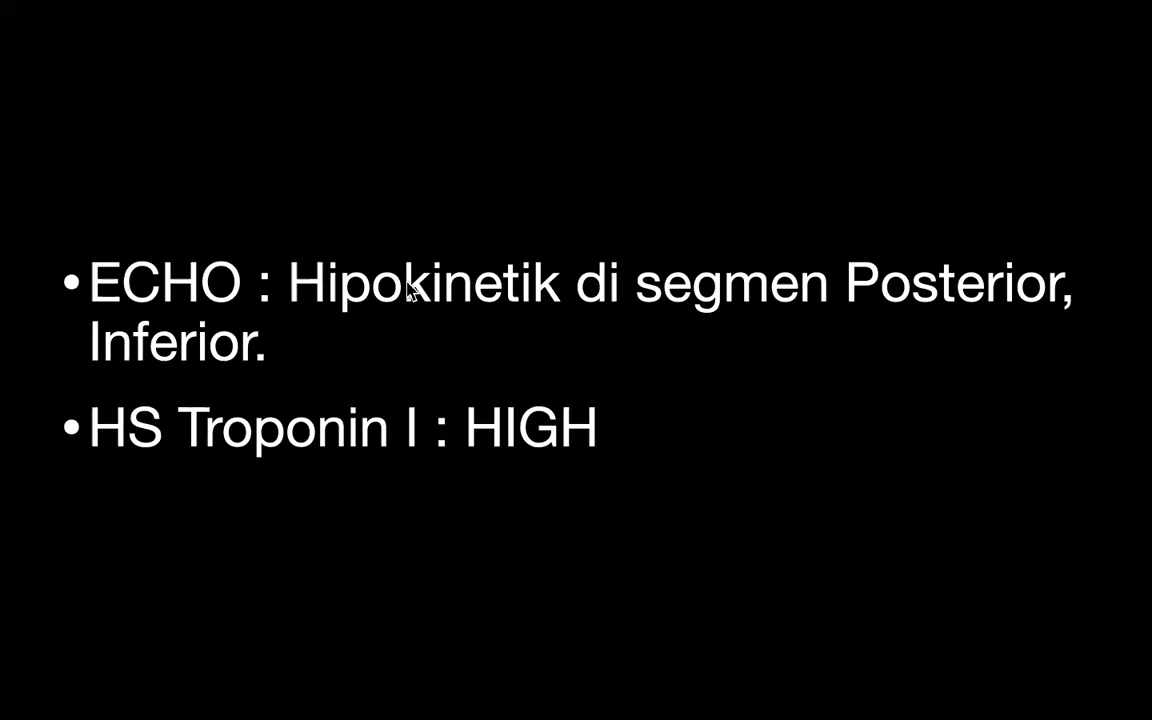 •ECHO : Hipokinetik di segmen Posterior,
Inferior.
•HS Troponin I : HIGH